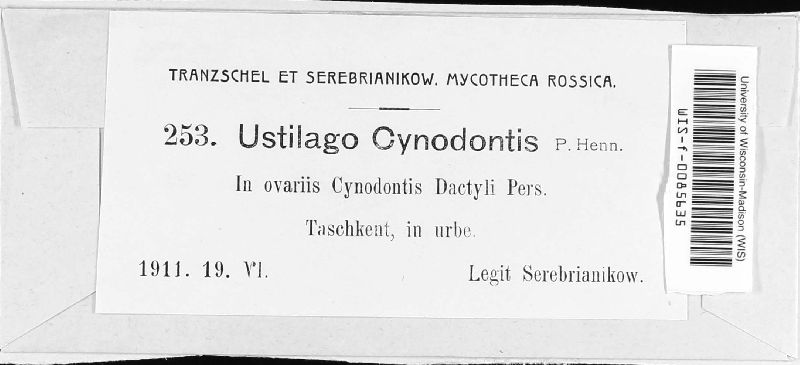 TRANZSCHEL ET SEREBRIANIKOW. MYCOTHECA ROSSICA.
253. Ustilago Cynodontis P. Henn.
In ovariis Cynodontis Dactyli Pers.
Taschkent, in urbe.
1911. 19. VI. Legit Serebrianikow.
University of Wisconsin-Madison (WIS)
WIS-f-0085635